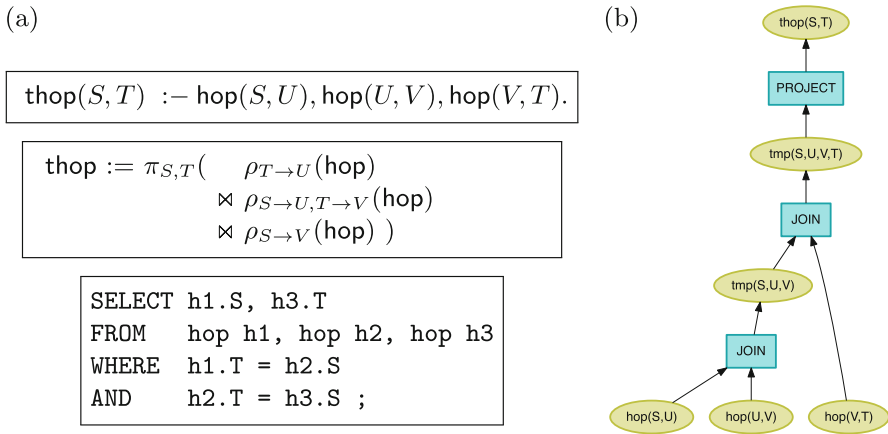 (a)
thop(S, T) :− hop(S, U), hop(U, V), hop(V, T).
thop := π_{S,T}( ρ_{T→U}(hop)
⋈ ρ_{S→U,T→V}(hop)
⋈ ρ_{S→V}(hop) )
SELECT h1.S, h3.T
FROM hop h1, hop h2, hop h3
WHERE h1.T = h2.S
AND h2.T = h3.S ;
(b)
thop(S,T)
PROJECT
tmp(S,U,V,T)
JOIN
tmp(S,U,V)
JOIN
hop(S,U) hop(U,V) hop(V,T)